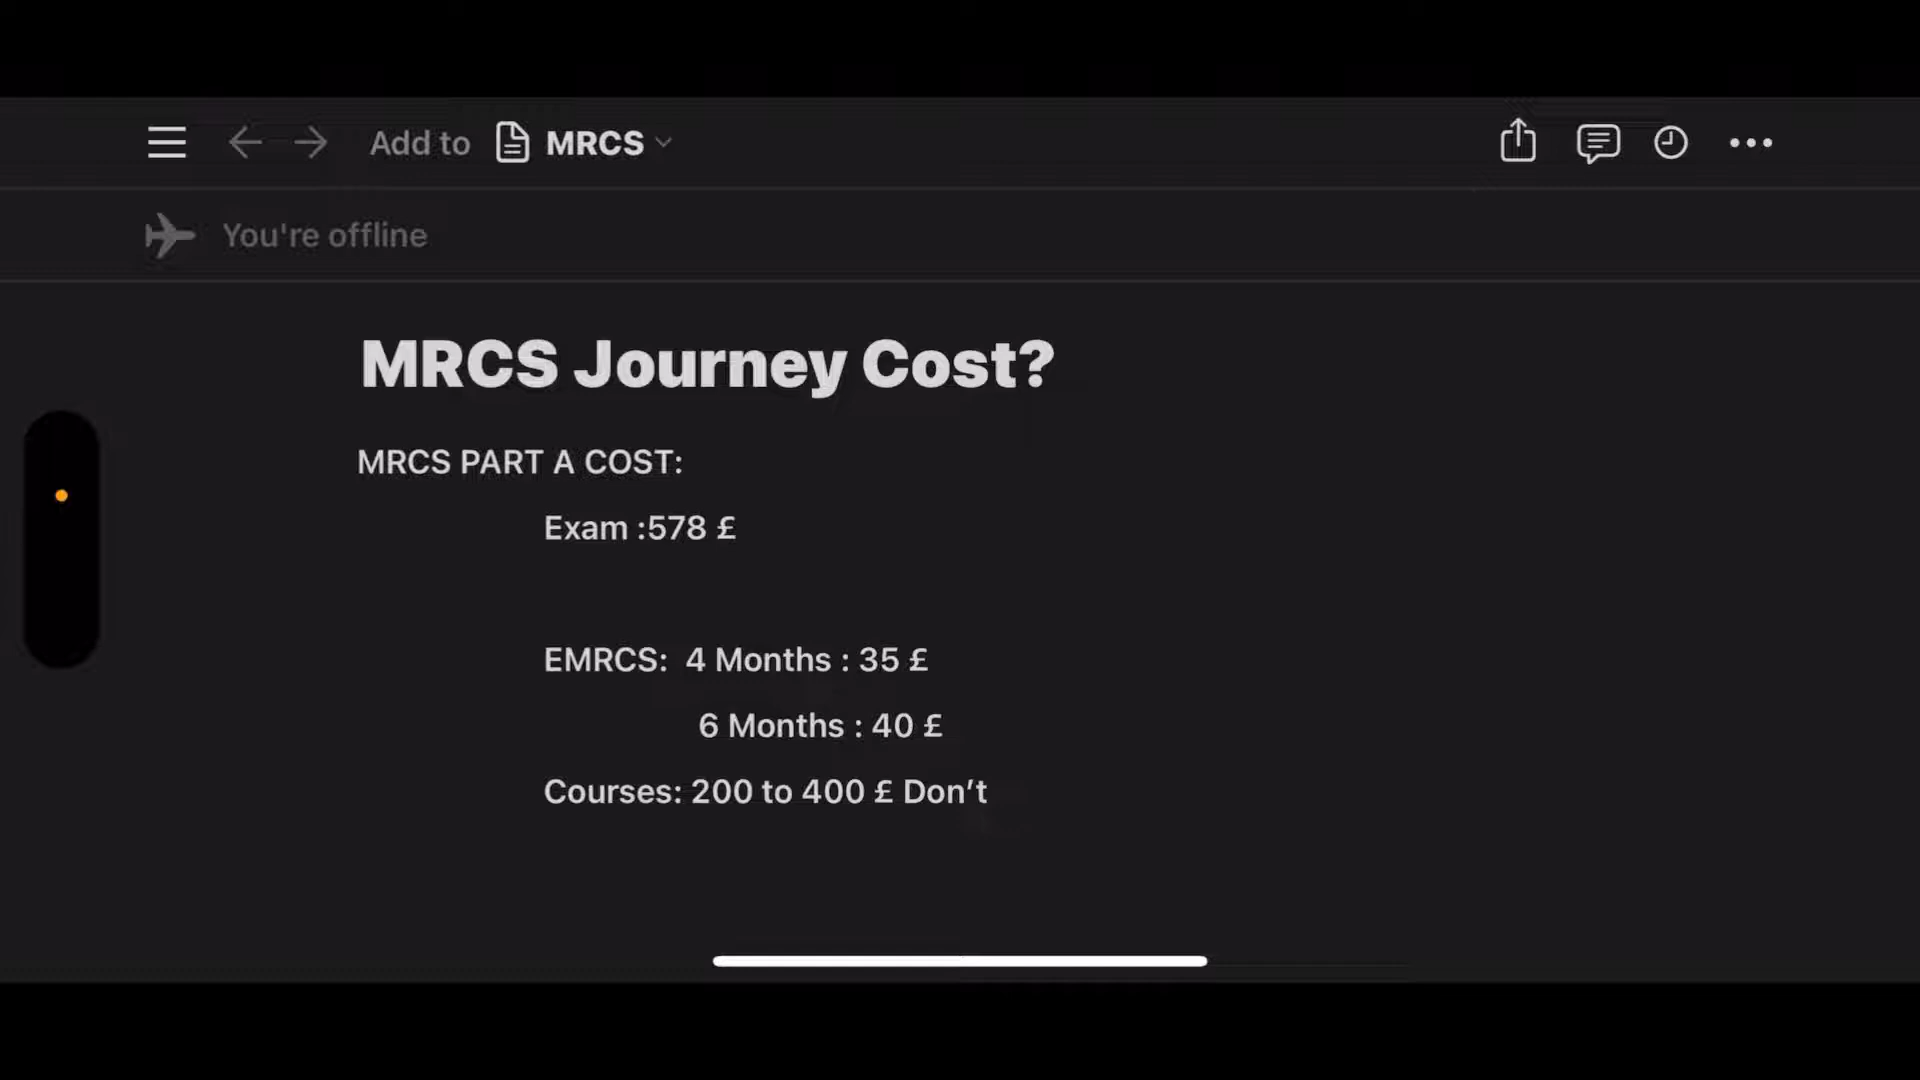 Add to MRCS
You're offline
MRCS Journey Cost?
MRCS PART A COST:
Exam :578 £
EMRCS: 4 Months : 35 £
6 Months : 40 £
Courses: 200 to 400 £ Don’t